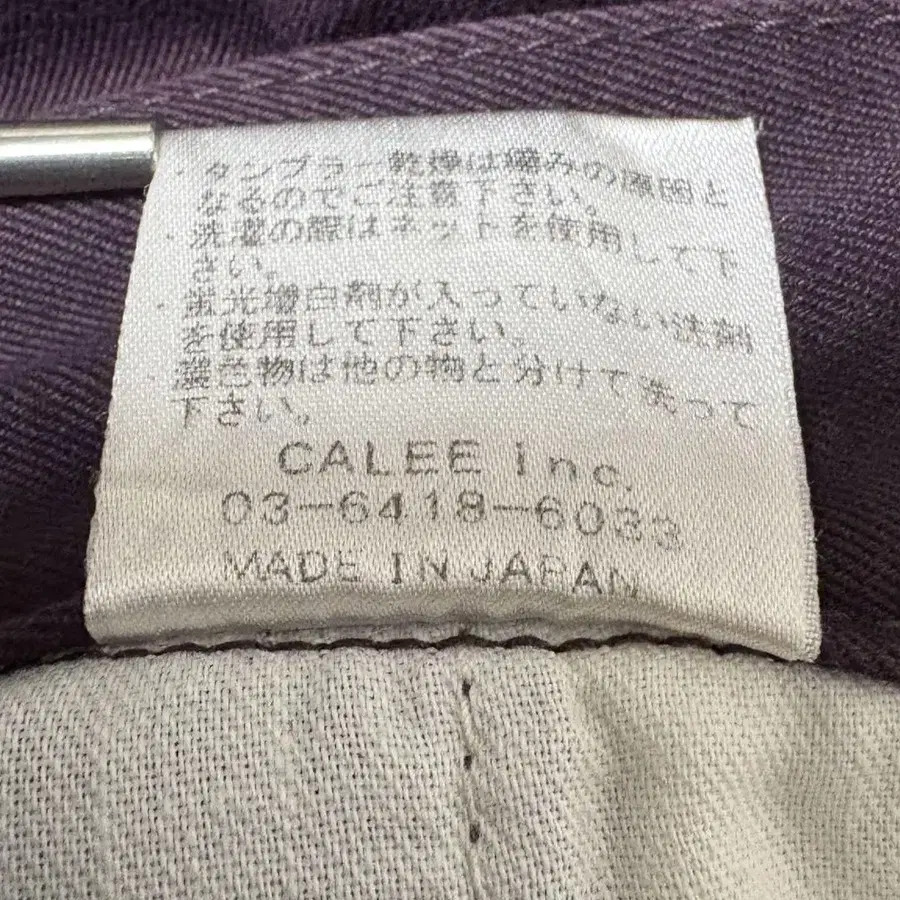 ・タンブラー乾燥は縮みの原因と
なるのでご注意下さい。
・洗濯の際はネットを使用して下
さい。
・蛍光増白剤が入っていない洗剤
を使用して下さい。
濃色物は他の物と分けて洗って
下さい。
CALEE Inc.
03-6418-6033
MADE IN JAPAN